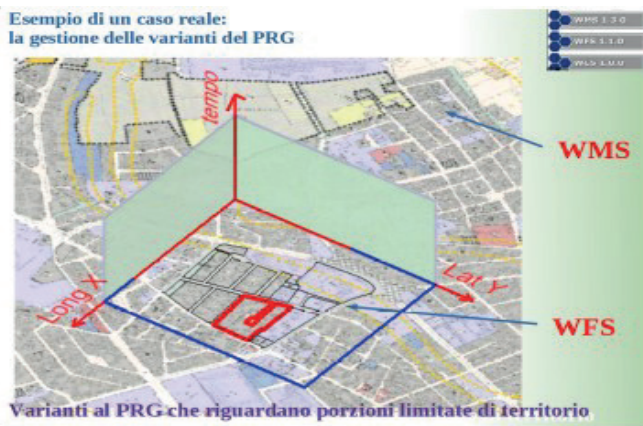 Esempio di un caso reale:
la gestione delle varianti del PRG
WMS 1.3.0
WFS 1.1.0
WCS 1.0.0
tempo
WMS
Long X
Lat Y
WFS
Varianti al PRG che riguardano porzioni limitate di territorio